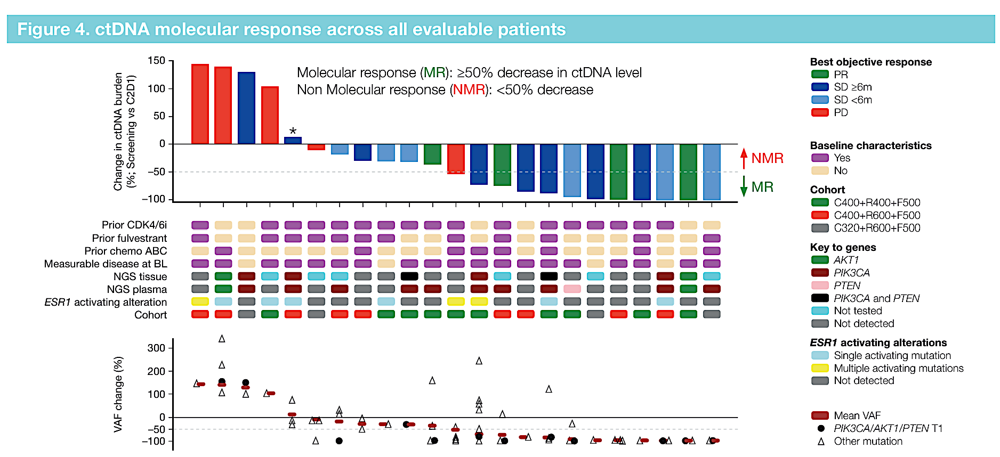 Figure 4. ctDNA molecular response across all evaluable patients
Change in ctDNA burden
(%; Screening vs C2D1)
150
100
50
0
−50
−100
Molecular response (MR): ≥50% decrease in ctDNA level
Non Molecular response (NMR): <50% decrease
*
NMR
MR
Prior CDK4/6i
Prior fulvestrant
Prior chemo ABC
Measurable disease at BL
NGS tissue
NGS plasma
ESR1 activating alteration
Cohort
VAF change (%)
300
200
100
0
−50
−100
Best objective response
PR
SD ≥6m
SD <6m
PD
Baseline characteristics
Yes
No
Cohort
C400+R400+F500
C400+R600+F500
C320+R600+F500
Key to genes
AKT1
PIK3CA
PTEN
PIK3CA and PTEN
Not tested
Not detected
ESR1 activating alterations
Single activating mutation
Multiple activating mutations
Not detected
Mean VAF
PIK3CA/AKT1/PTEN T1
Other mutation